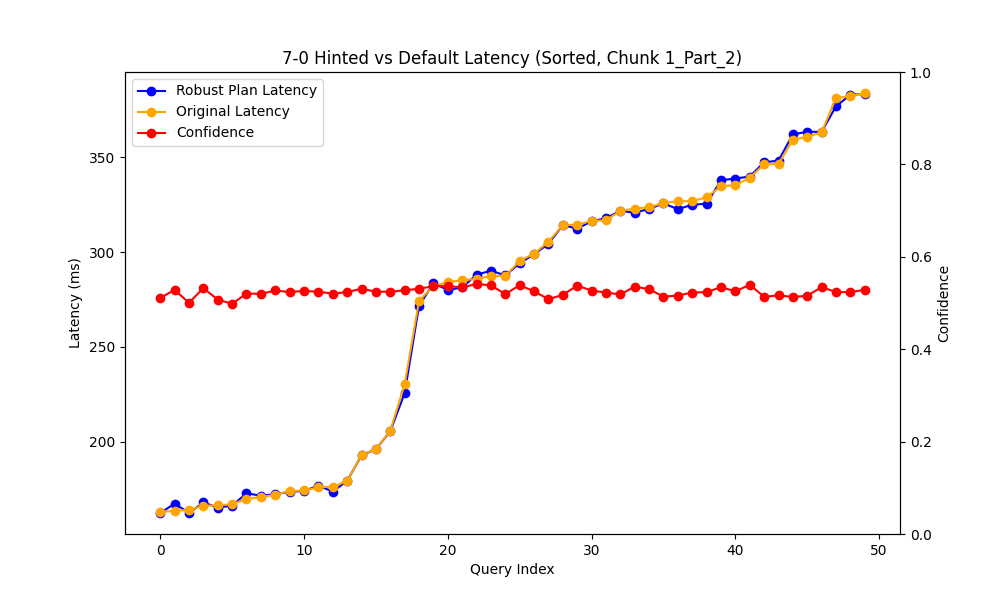 7-0 Hinted vs Default Latency (Sorted, Chunk 1_Part_2)
Robust Plan Latency
Original Latency
Confidence
Latency (ms)
350
300
250
200
1.0
0.8
0.6
0.4
0.2
0.0
Confidence
0 10 20 30 40 50
Query Index